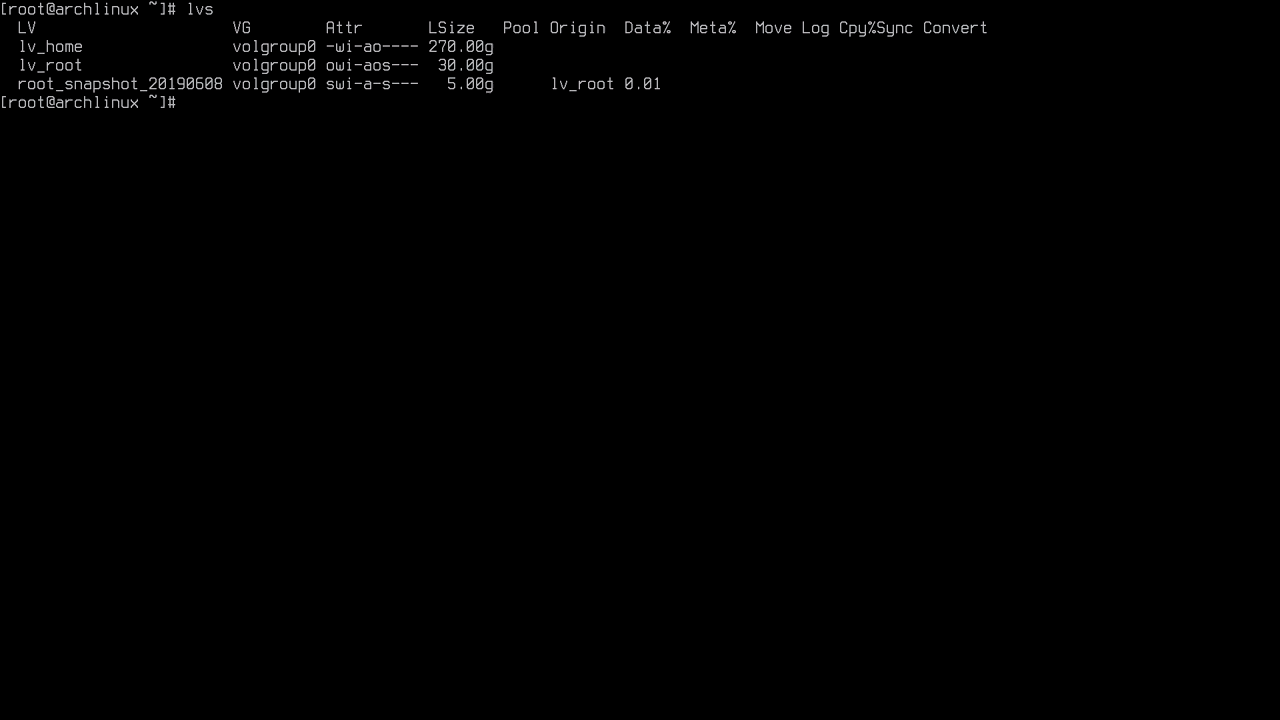 [root@archlinux ~]# lvs
  LV                     VG        Attr       LSize   Pool Origin  Data%  Meta%  Move Log Cpy%Sync Convert
  lv_home                volgroup0 -wi-ao---- 270.00g
  lv_root                volgroup0 owi-aos---  30.00g
  root_snapshot_20190608 volgroup0 swi-a-s---   5.00g      lv_root 0.01
[root@archlinux ~]#